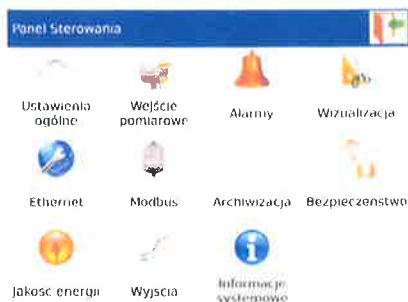 Panel Sterowania
Ustawienia ogólne
Wejście pomiarowe
Alarmy
Wizualizacja
Ethernet
Modbus
Archiwizacja
Bezpieczeństwo
Jakość energii
Wyjścia
Informacje systemowe